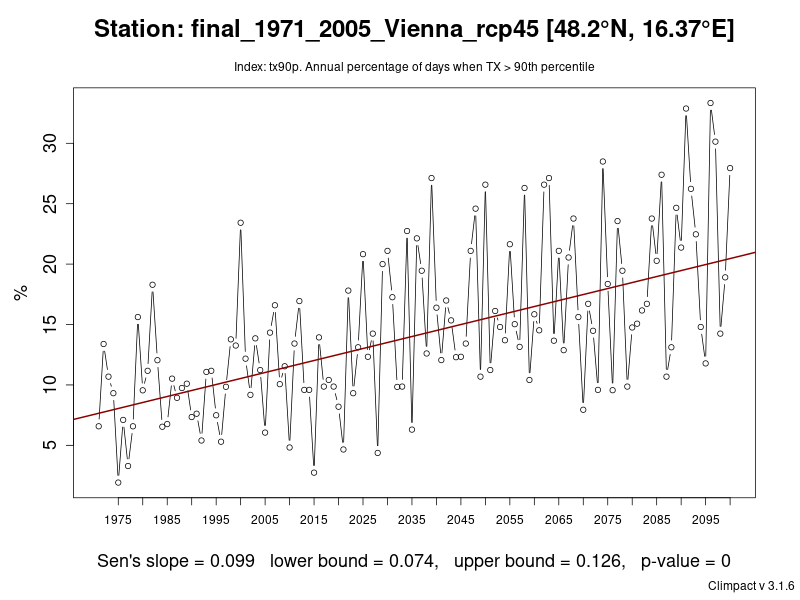 Station: final_1971_2005_Vienna_rcp45 [48.2°N, 16.37°E]
Index: tx90p. Annual percentage of days when TX > 90th percentile
30
25
20
15
10
5
%
1975 1985 1995 2005 2015 2025 2035 2045 2055 2065 2075 2085 2095
Sen's slope = 0.099 lower bound = 0.074, upper bound = 0.126, p-value = 0
Climpact v 3.1.6